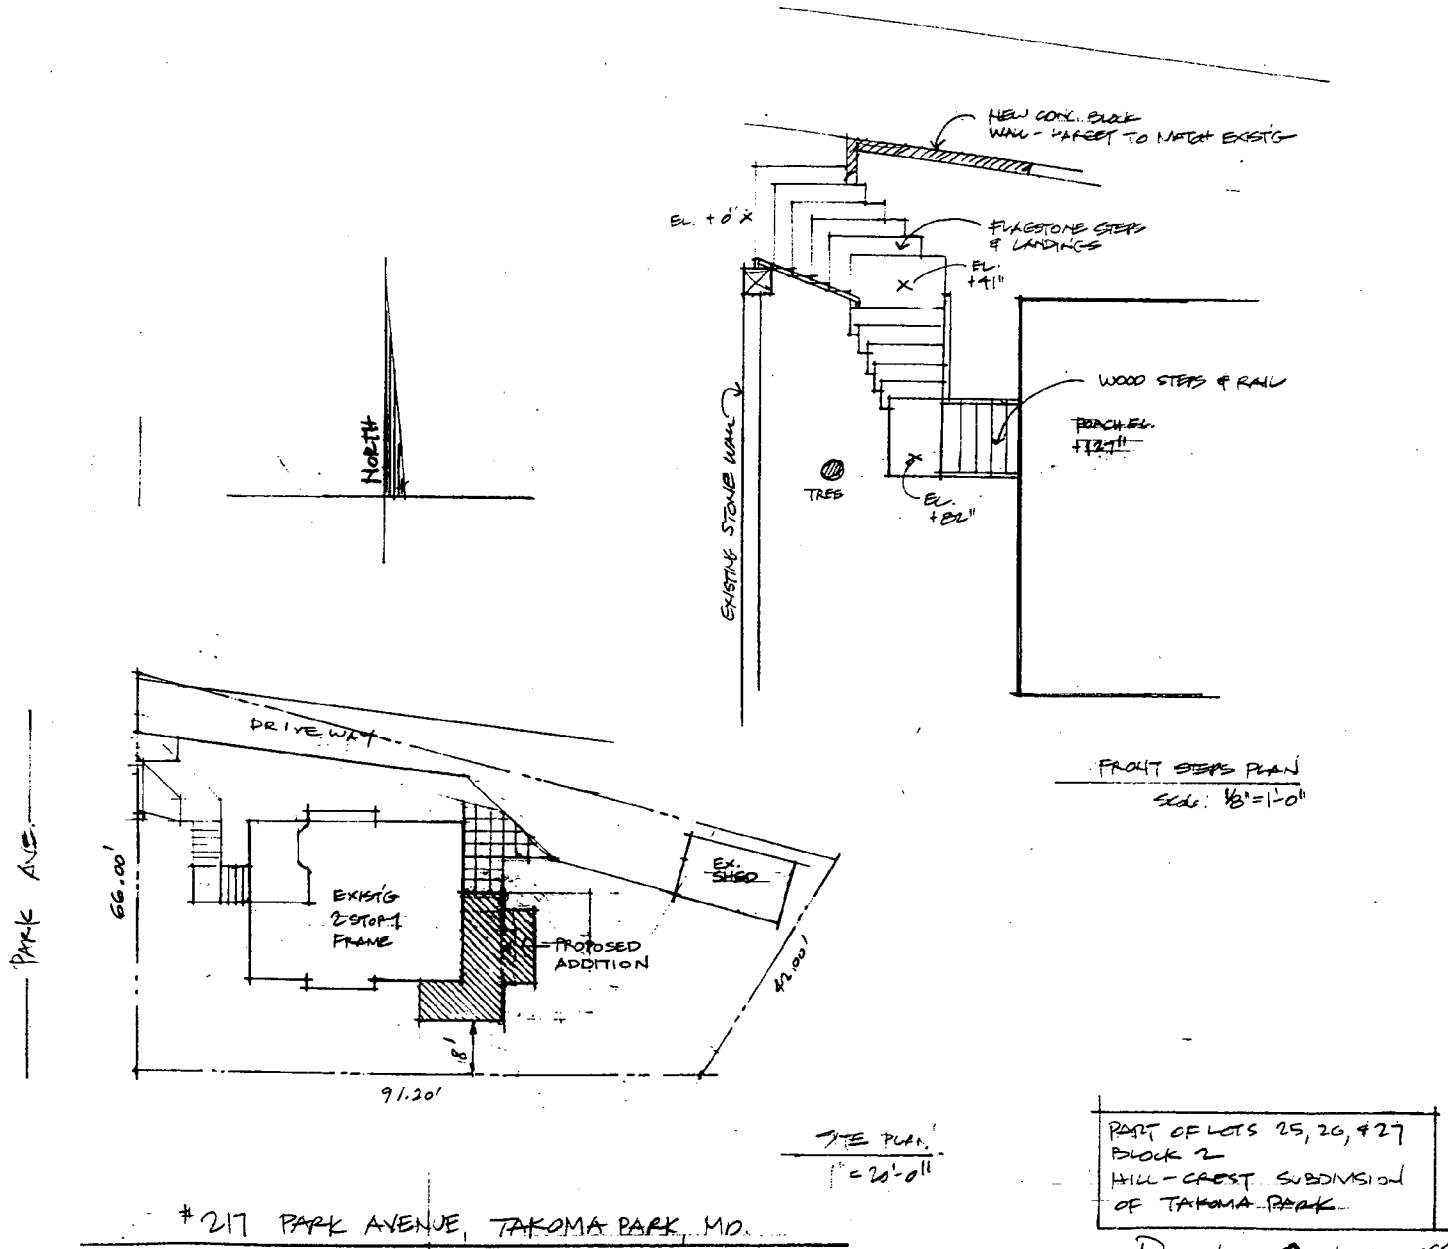 NEW CONC. BLOCK
WALL - PARGET TO MATCH EXIST'G
EL. + 0" X
FLAGSTONE STEPS
& LANDINGS
EL.
+41"
WOOD STEPS & RAIL
PORCH EL.
+127"
NORTH
EXISTING STONE WALL
TREE
EL.
+82"
FRONT STEPS PLAN
Scale: 1/8"=1'-0"
DRIVEWAY
PARK AVE.
66.00'
EXIST'G
2 STORY
FRAME
EX.
SHED
PROPOSED
ADDITION
42.00'
8'
91.20'
SITE PLAN
1" = 20'-0"
PART OF LOTS 25, 26, & 27
BLOCK 2
HILL-CREST SUBDIVISION
OF TAKOMA PARK
#217 PARK AVENUE, TAKOMA PARK, MD.